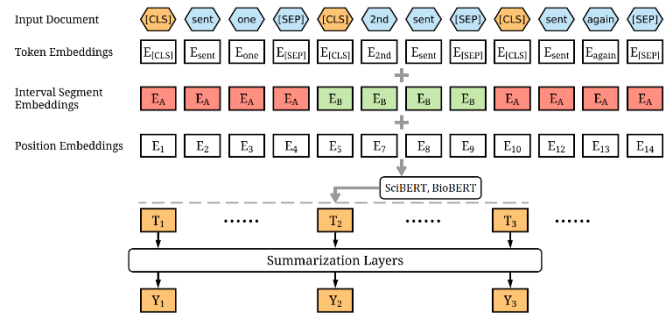 Input Document [CLS] sent one [SEP] [CLS] 2nd sent [SEP] [CLS] sent again [SEP]
Token Embeddings E[CLS] Esent Eone E[SEP] E[CLS] E2nd Esent E[SEP] E[CLS] Esent Eagain E[SEP]
+
Interval Segment
Embeddings EA EA EA EA EB EB EB EB EA EA EA EA
+
Position Embeddings E1 E2 E3 E4 E5 E7 E8 E9 E10 E12 E13 E14
SciBERT, BioBERT
T1 ...... T2 ...... T3 ......
Summarization Layers
Y1 Y2 Y3